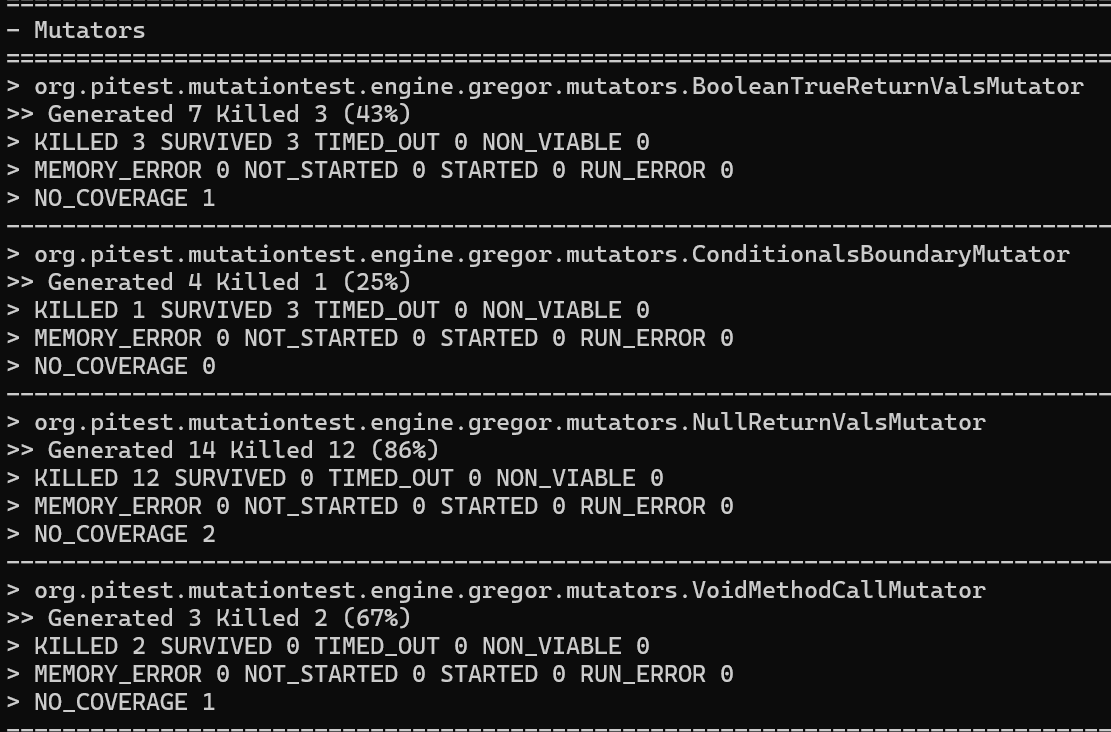 ================================================================================
- Mutators
================================================================================
> org.pitest.mutationtest.engine.gregor.mutators.BooleanTrueReturnValsMutator
>> Generated 7 Killed 3 (43%)
> KILLED 3 SURVIVED 3 TIMED_OUT 0 NON_VIABLE 0
> MEMORY_ERROR 0 NOT_STARTED 0 STARTED 0 RUN_ERROR 0
> NO_COVERAGE 1
--------------------------------------------------------------------------------
> org.pitest.mutationtest.engine.gregor.mutators.ConditionalsBoundaryMutator
>> Generated 4 Killed 1 (25%)
> KILLED 1 SURVIVED 3 TIMED_OUT 0 NON_VIABLE 0
> MEMORY_ERROR 0 NOT_STARTED 0 STARTED 0 RUN_ERROR 0
> NO_COVERAGE 0
--------------------------------------------------------------------------------
> org.pitest.mutationtest.engine.gregor.mutators.NullReturnValsMutator
>> Generated 14 Killed 12 (86%)
> KILLED 12 SURVIVED 0 TIMED_OUT 0 NON_VIABLE 0
> MEMORY_ERROR 0 NOT_STARTED 0 STARTED 0 RUN_ERROR 0
> NO_COVERAGE 2
--------------------------------------------------------------------------------
> org.pitest.mutationtest.engine.gregor.mutators.VoidMethodCallMutator
>> Generated 3 Killed 2 (67%)
> KILLED 2 SURVIVED 0 TIMED_OUT 0 NON_VIABLE 0
> MEMORY_ERROR 0 NOT_STARTED 0 STARTED 0 RUN_ERROR 0
> NO_COVERAGE 1
--------------------------------------------------------------------------------